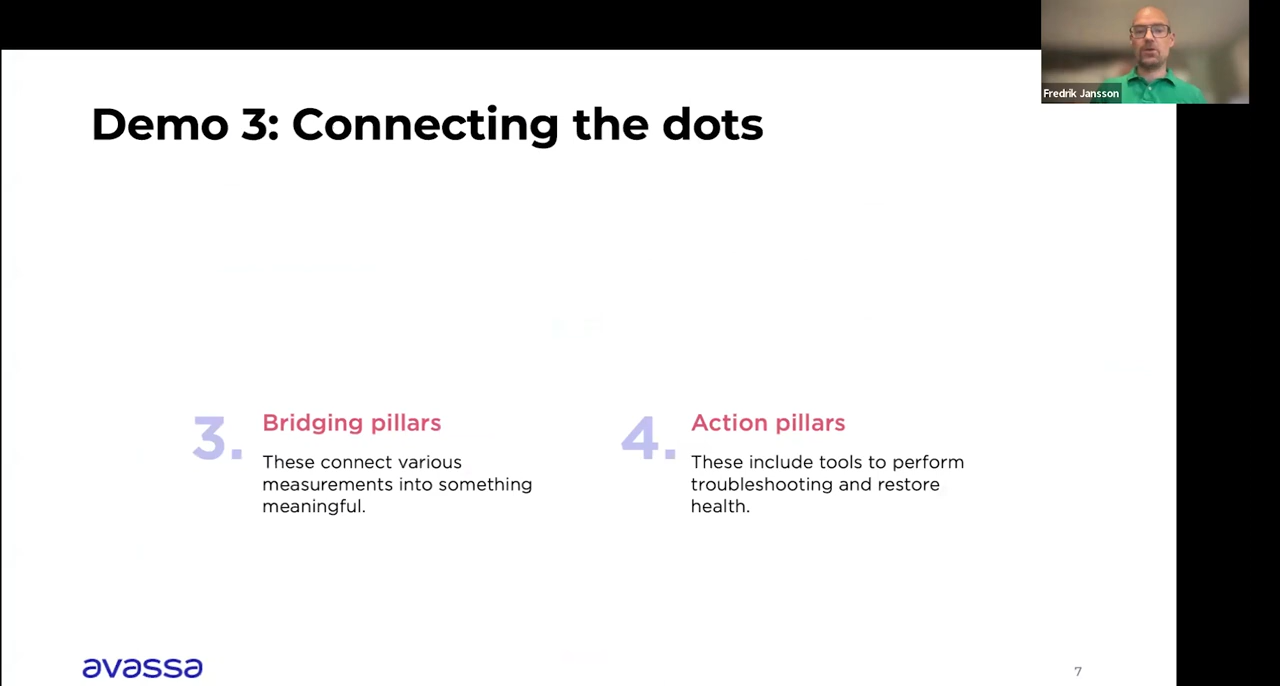 Fredrik Jansson
Demo 3: Connecting the dots
3.
Bridging pillars
These connect various
measurements into something
meaningful.
4.
Action pillars
These include tools to perform
troubleshooting and restore
health.
avassa
7